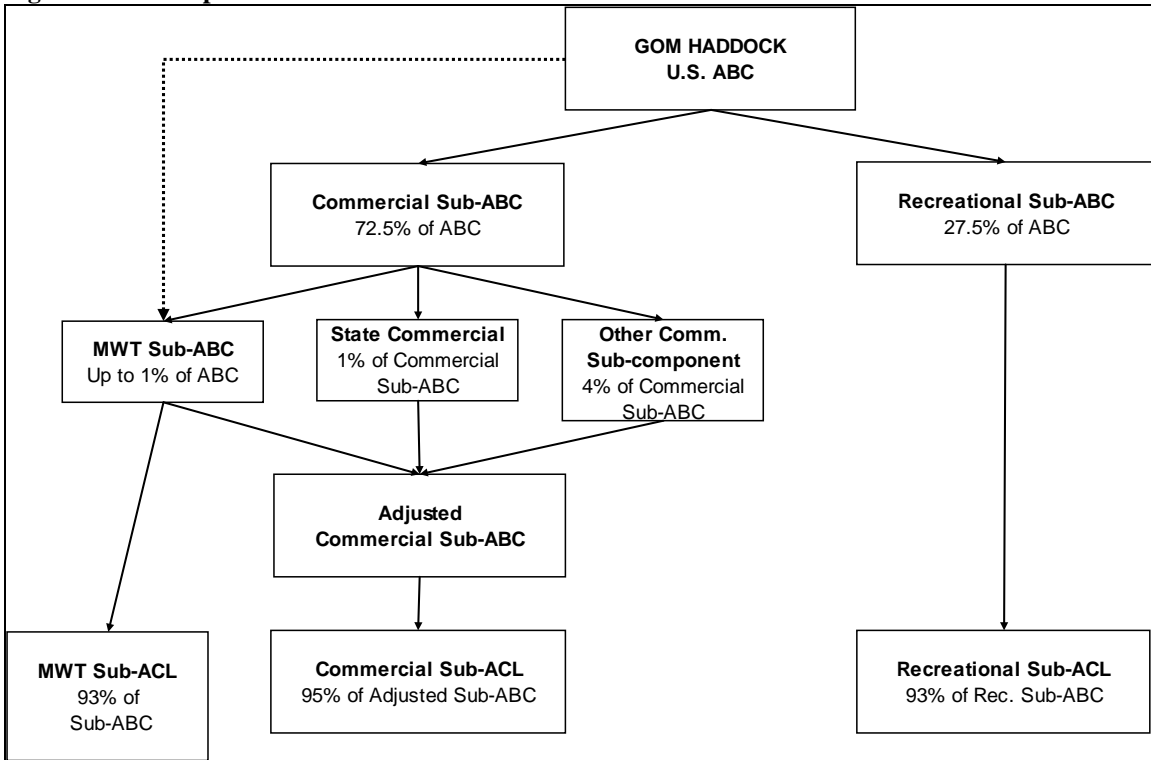 GOM HADDOCK
U.S. ABC
Commercial Sub-ABC
72.5% of ABC
Recreational Sub-ABC
27.5% of ABC
MWT Sub-ABC
Up to 1% of ABC
State Commercial
1% of Commercial
Sub-ABC
Other Comm.
Sub-component
4% of Commercial
Sub-ABC
Adjusted
Commercial Sub-ABC
MWT Sub-ACL
93% of
Sub-ABC
Commercial Sub-ACL
95% of Adjusted Sub-ABC
Recreational Sub-ACL
93% of Rec. Sub-ABC